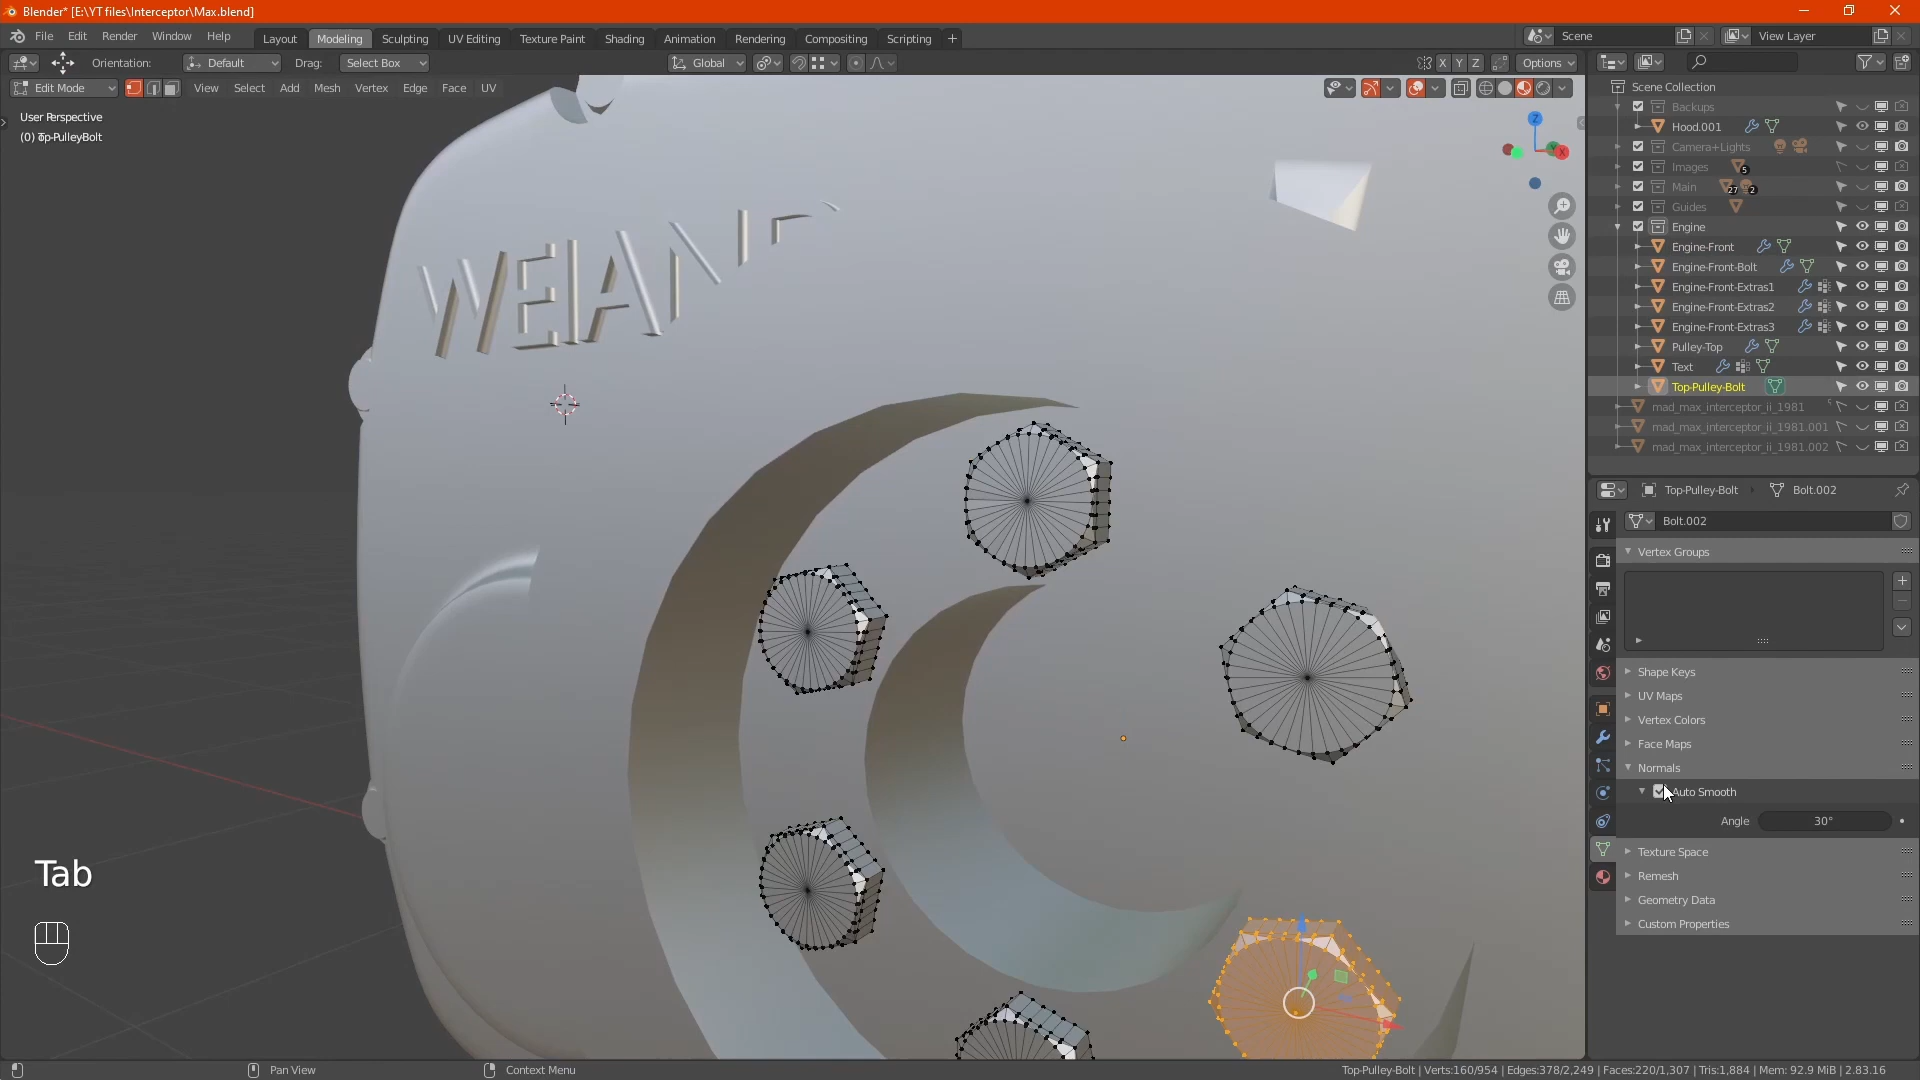 Blender* [E:\YT files\Interceptor\Max.blend]
File Edit Render Window Help Layout Modeling Sculpting UV Editing Texture Paint Shading Animation Rendering Compositing Scripting + Scene View Layer
Orientation: Default Drag: Select Box Global X Y Z Options
Edit Mode View Select Add Mesh Vertex Edge Face UV
User Perspective
(0) Top-PulleyBolt
Scene Collection
Backups
Hood.001
Camera+Lights
Images 5
Main 27 2
Guides
Engine
Engine-Front
Engine-Front-Bolt
Engine-Front-Extras1
Engine-Front-Extras2
Engine-Front-Extras3
Pulley-Top
Text
Top-Pulley-Bolt
mad_max_interceptor_ii_1981
mad_max_interceptor_ii_1981.001
mad_max_interceptor_ii_1981.002
Z
X
WEIAN
Top-Pulley-Bolt Bolt.002
Bolt.002
Vertex Groups
Shape Keys
UV Maps
Vertex Colors
Face Maps
Normals
Auto Smooth
Angle 30°
Texture Space
Remesh
Geometry Data
Custom Properties
Tab
Pan View Context Menu Top-Pulley-Bolt | Verts:160/954 | Edges:378/2,249 | Faces:220/1,307 | Tris:1,884 | Mem: 92.9 MiB | 2.83.16